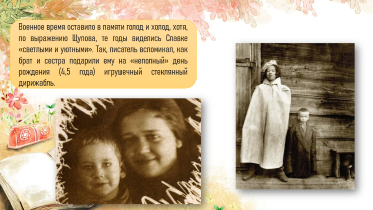 Военное время оставило в памяти голод и холод, хотя,
по выражению Щупова, те годы виделись Славке
«светлыми и уютными». Так, писатель вспоминал, как
брат и сестра подарили ему на «неполный» день
рождения (4,5 года) игрушечный стеклянный
дирижабль.